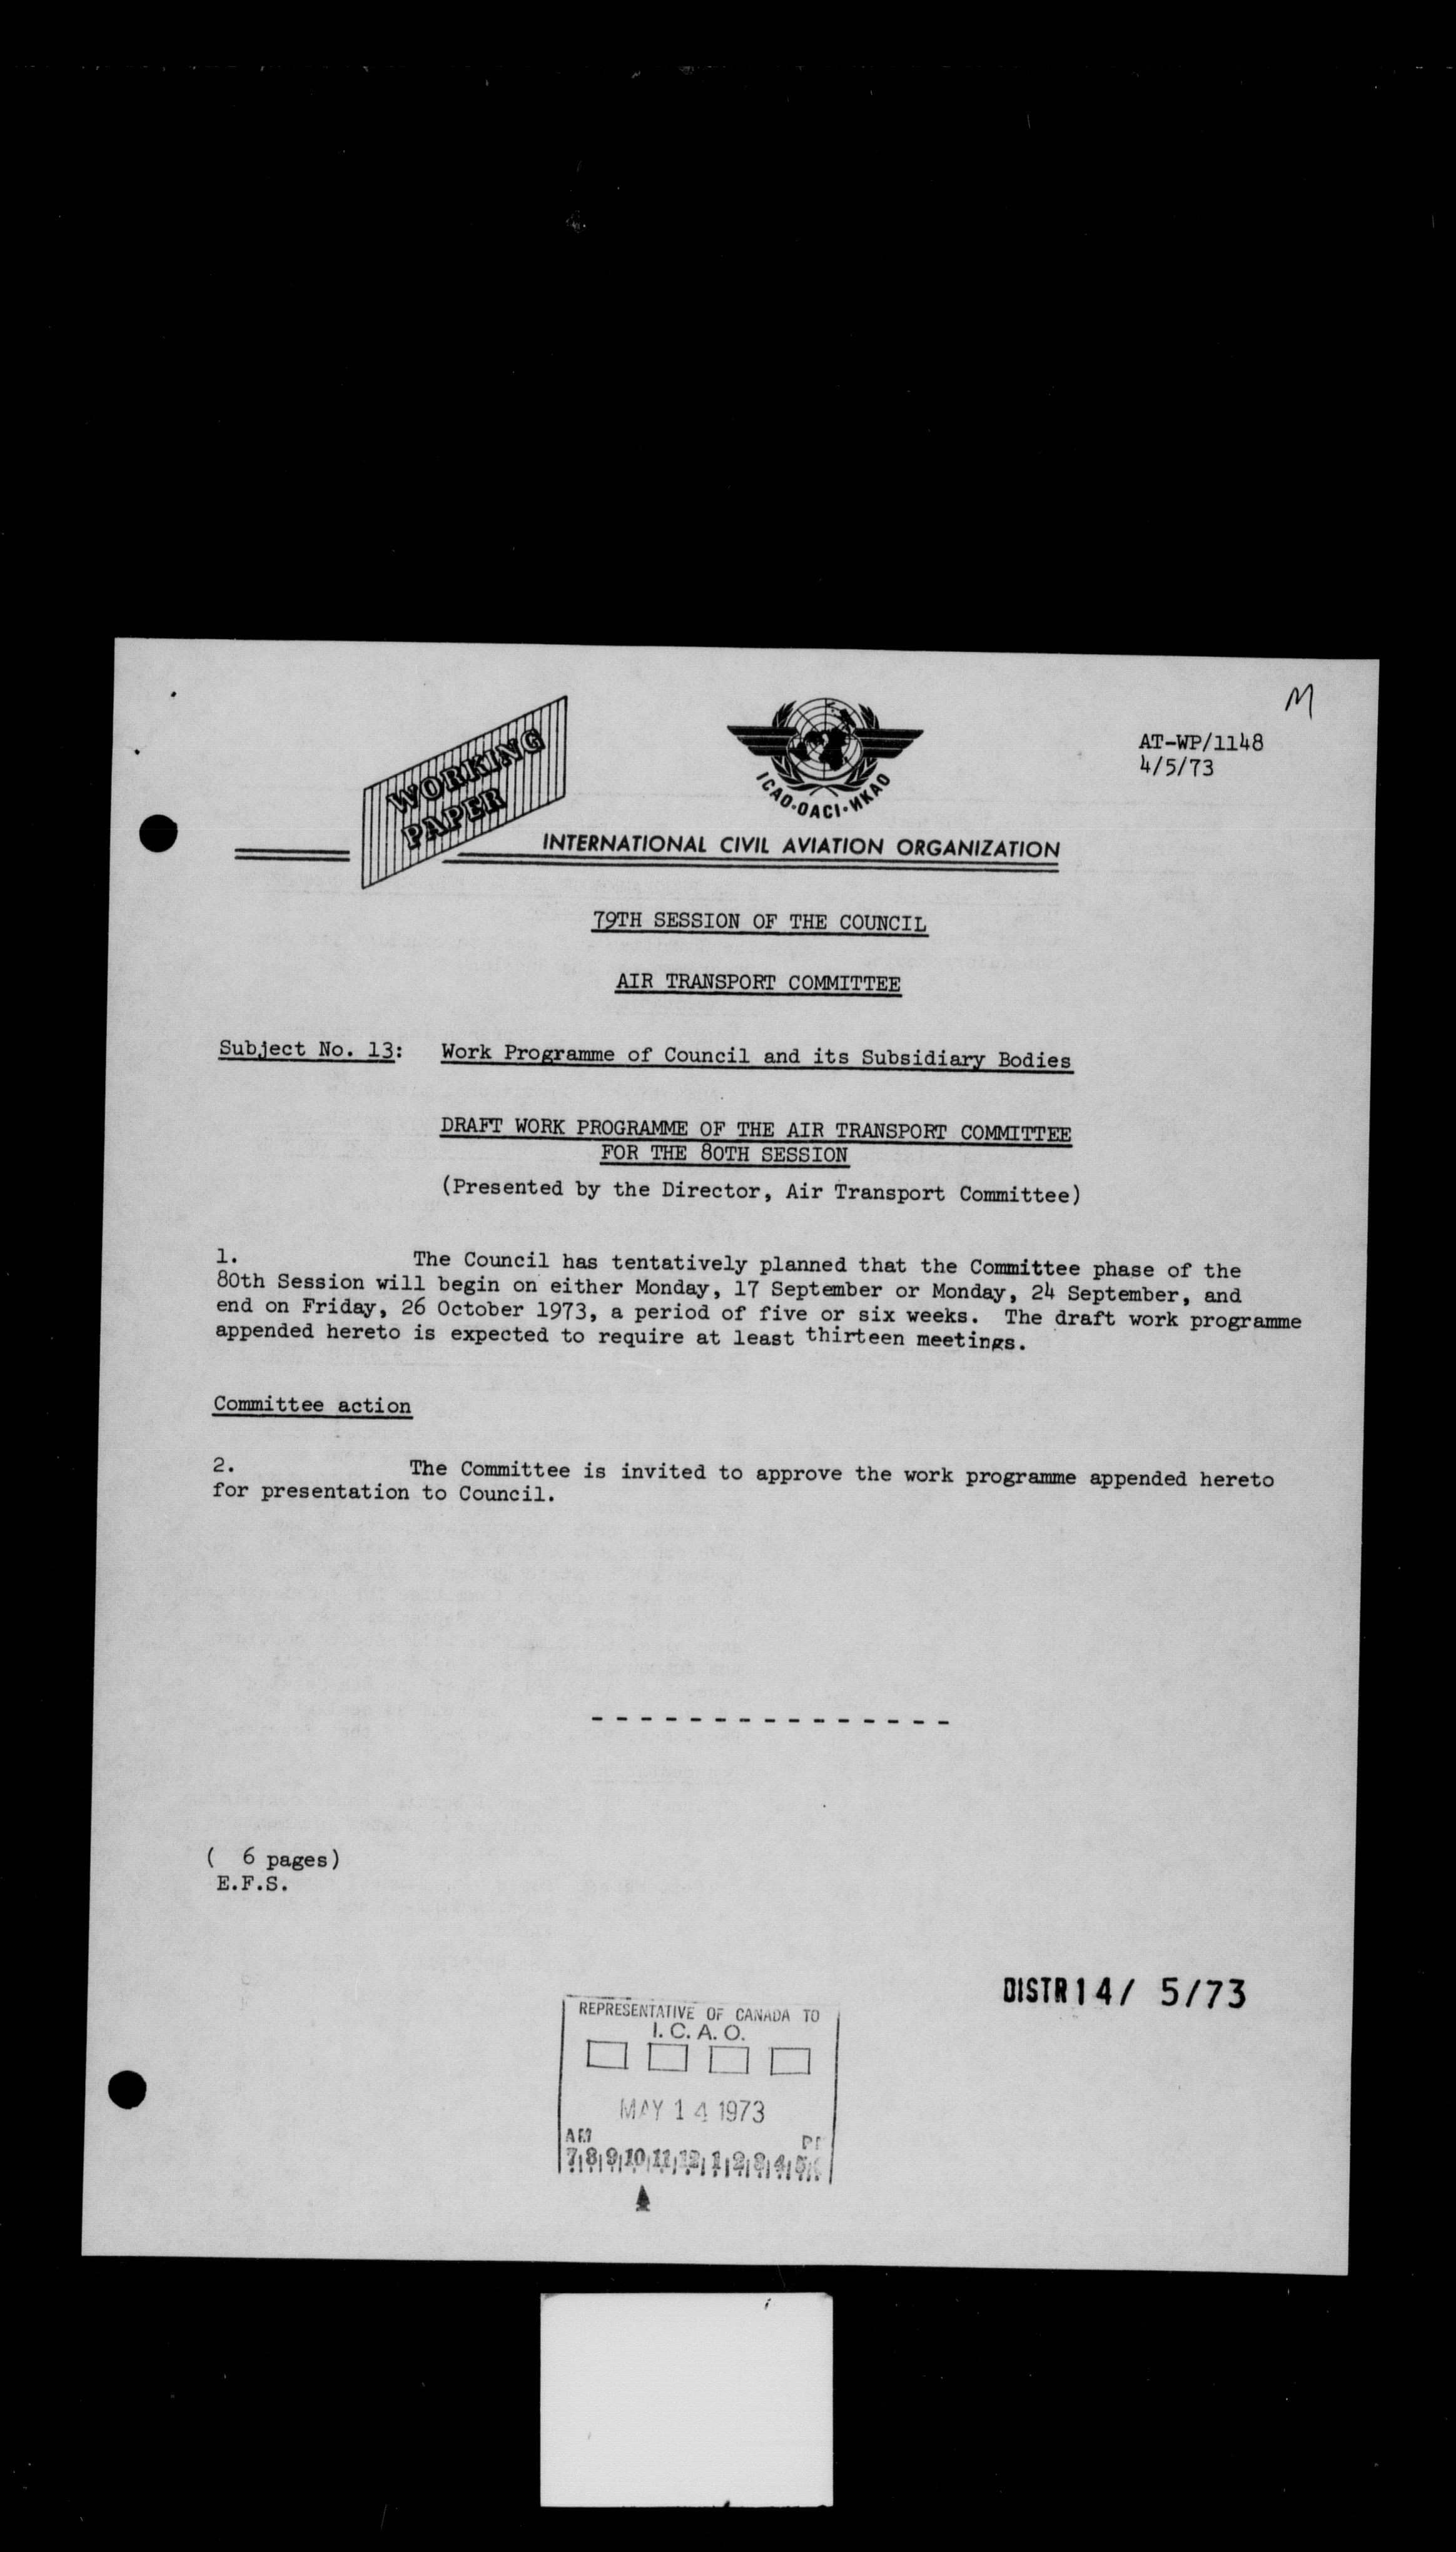 M
WORKING
PAPER
ICAO·OACI·ИКАО
AT-WP/1148
4/5/73
INTERNATIONAL CIVIL AVIATION ORGANIZATION
79TH SESSION OF THE COUNCIL
AIR TRANSPORT COMMITTEE
Subject No. 13: Work Programme of Council and its Subsidiary Bodies
DRAFT WORK PROGRAMME OF THE AIR TRANSPORT COMMITTEE
FOR THE 80TH SESSION
(Presented by the Director, Air Transport Committee)
1. The Council has tentatively planned that the Committee phase of the
80th Session will begin on either Monday, 17 September or Monday, 24 September, and
end on Friday, 26 October 1973, a period of five or six weeks. The draft work programme
appended hereto is expected to require at least thirteen meetings.
Committee action
2. The Committee is invited to approve the work programme appended hereto
for presentation to Council.
( 6 pages)
E.F.S.
DISTR 14/ 5/73
REPRESENTATIVE OF CANADA TO
I.C.A.O.
MAY 14 1973
AM
7 8 9 10 11 12 1 2 3 4 5